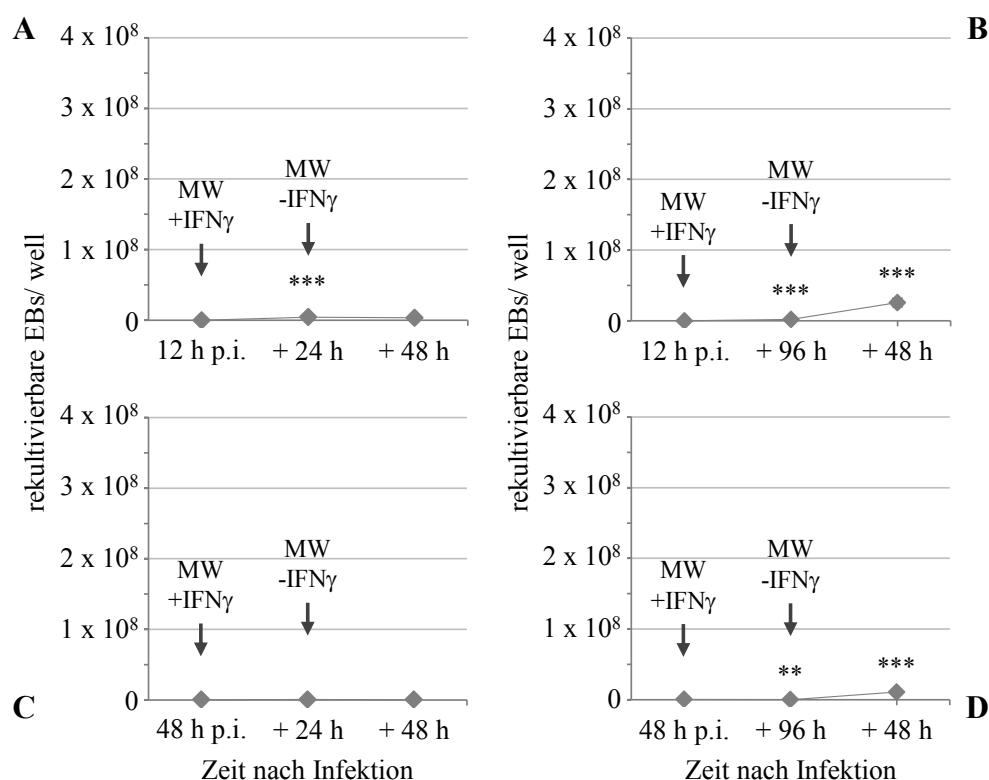 A
rekultivierbare EBs/ well
4 x 10⁸
3 x 10⁸
2 x 10⁸
1 x 10⁸
0
MW
+IFNγ
MW
-IFNγ
***
12 h p.i. + 24 h + 48 h
B
rekultivierbare EBs/ well
4 x 10⁸
3 x 10⁸
2 x 10⁸
1 x 10⁸
0
MW
+IFNγ
MW
-IFNγ
***
***
12 h p.i. + 96 h + 48 h
C
4 x 10⁸
3 x 10⁸
2 x 10⁸
1 x 10⁸
0
MW
+IFNγ
MW
-IFNγ
48 h p.i. + 24 h + 48 h
Zeit nach Infektion
D
4 x 10⁸
3 x 10⁸
2 x 10⁸
1 x 10⁸
0
MW
+IFNγ
MW
-IFNγ
**
***
48 h p.i. + 96 h + 48 h
Zeit nach Infektion